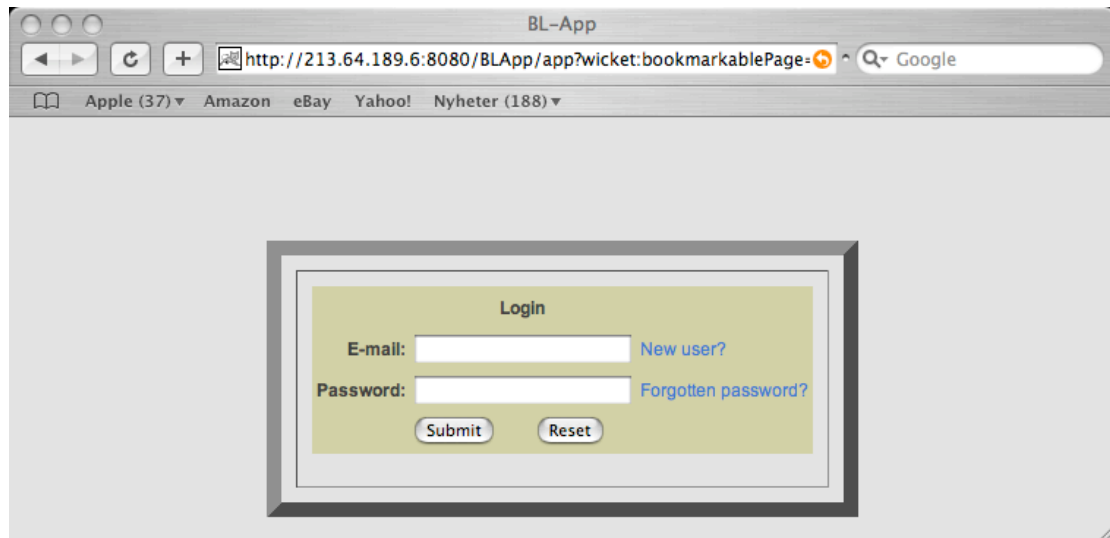 BL-App
http://213.64.189.6:8080/BLApp/app?wicket:bookmarkablePage=
Google
Apple (37) Amazon eBay Yahoo! Nyheter (188)
Login
E-mail: New user?
Password: Forgotten password?
Submit Reset